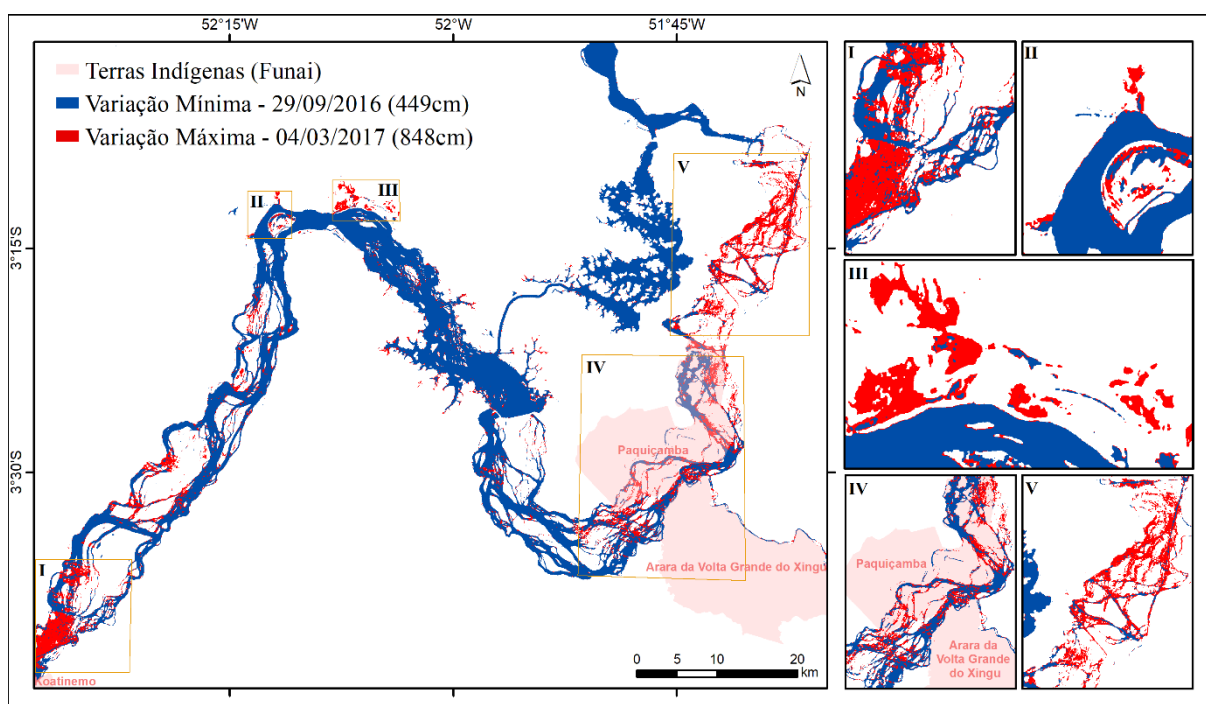 52°15'W
52°W
51°45'W
Terras Indígenas (Funai)
Variação Mínima - 29/09/2016 (449cm)
Variação Máxima - 04/03/2017 (848cm)
N
3°15'S
3°30'S
II
III
V
IV
Paquiçamba
Arara da Volta Grande do Xingu
I
Koatinemo
0 5 10 20
km
I
II
III
IV
Paquiçamba
Arara da
Volta Grande
do Xingu
V